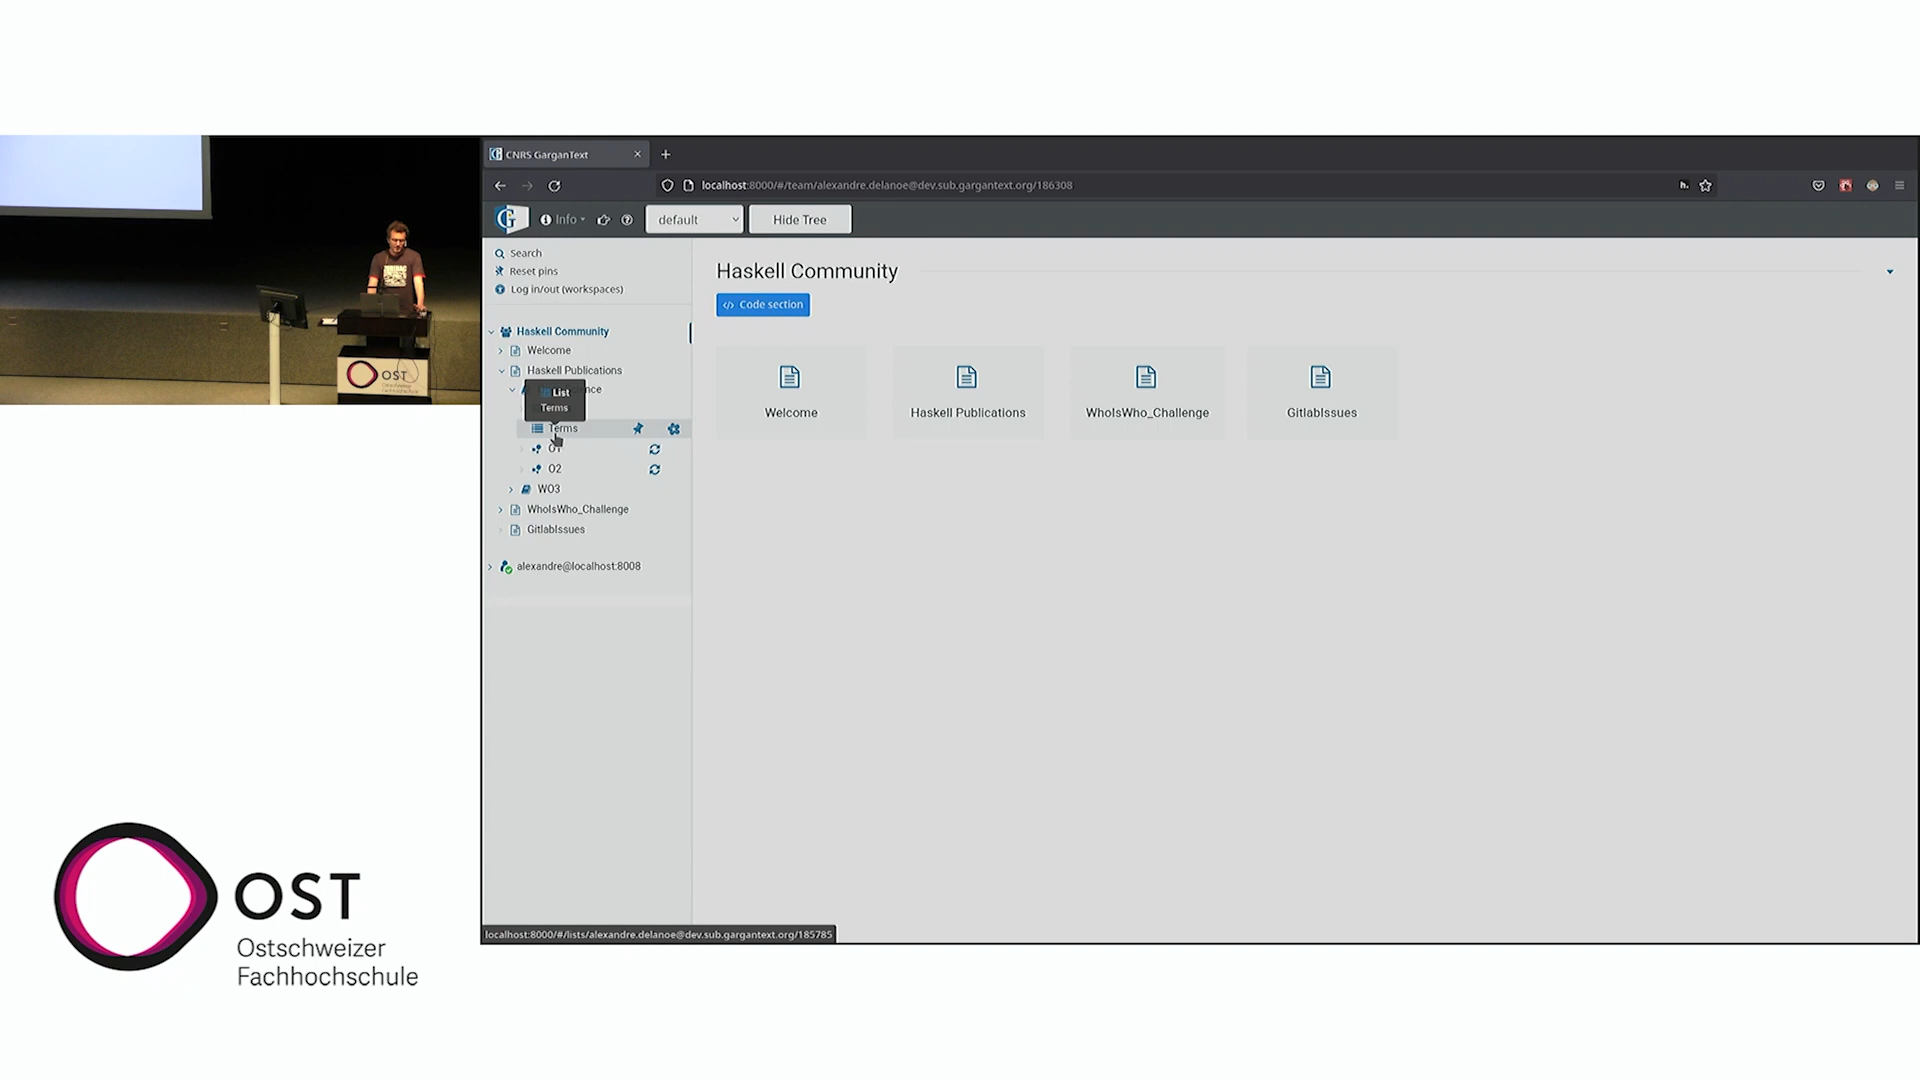 CNRS GarganText
localhost:8000/#/team/alexandre.delanoe@dev.sub.gargantext.org/186308
Info
default
Hide Tree
Search
Reset pins
Log in/out (workspaces)
Haskell Community
Welcome
Haskell Publications
List
Terms
Terms
O2
WO3
WhoIsWho_Challenge
GitlabIssues
alexandre@localhost:8008
Haskell Community
</> Code section
Welcome
Haskell Publications
WhoIsWho_Challenge
GitlabIssues
localhost:8000/#/lists/alexandre.delanoe@dev.sub.gargantext.org/185785
OST
OST
Ostschweizer
Fachhochschule